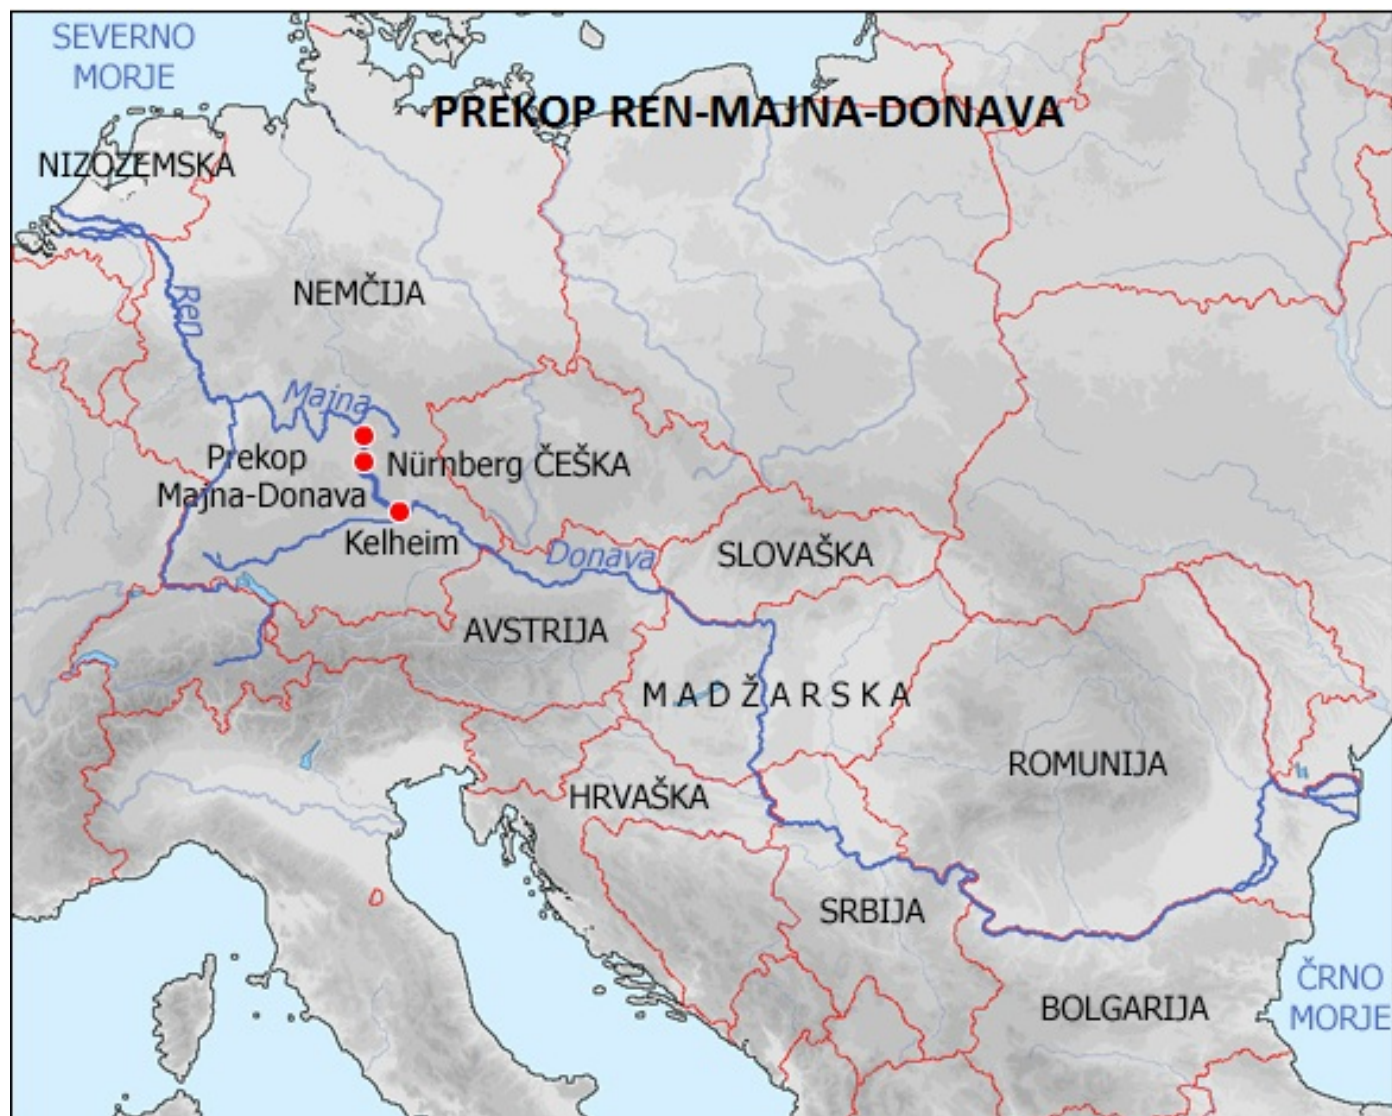 SEVERNO
MORJE
PREKOP REN-MAJNA-DONAVA
NIZOZEMSKA
NEMČIJA
Ren
Majna
Prekop
Majna-Donava
Nürnberg ČEŠKA
Kelheim
Donava
SLOVAŠKA
AVSTRIJA
MADŽARSKA
ROMUNIJA
HRVAŠKA
SRBIJA
ČRNO
MORJE
BOLGARIJA